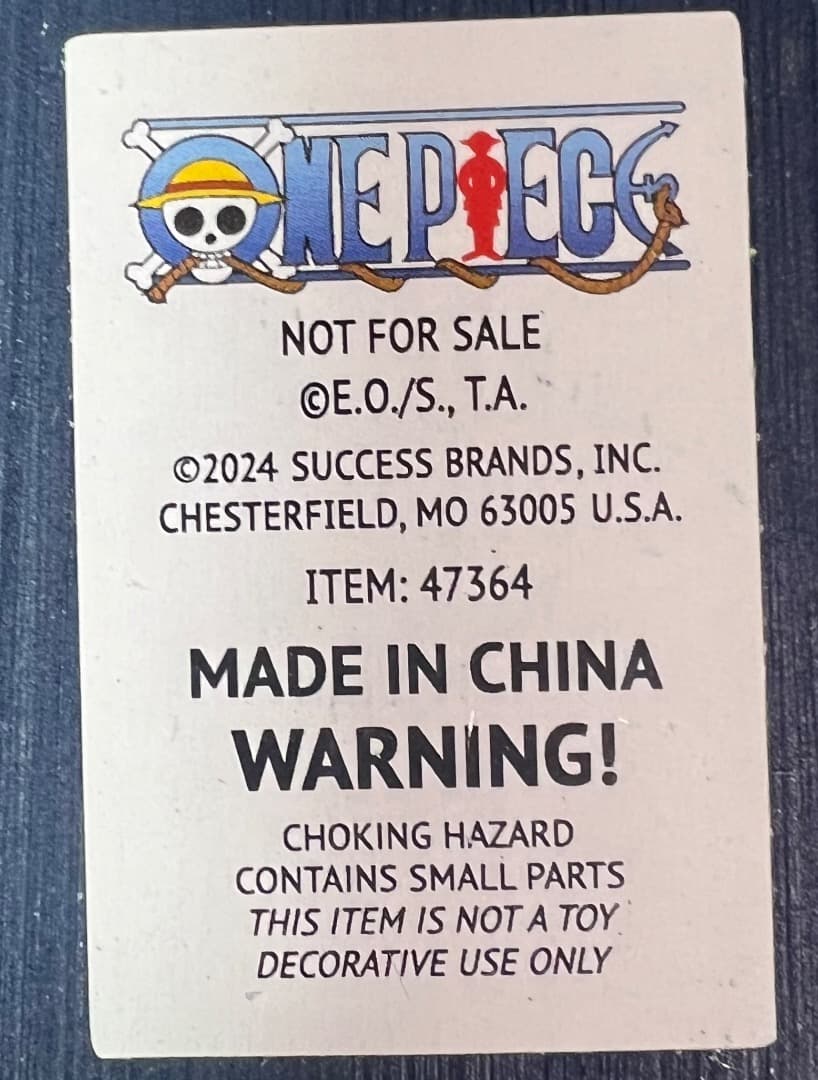 ONE PIECE
NOT FOR SALE
©E.O./S., T.A.
©2024 SUCCESS BRANDS, INC.
CHESTERFIELD, MO 63005 U.S.A.
ITEM: 47364
MADE IN CHINA
WARNING!
CHOKING HAZARD
CONTAINS SMALL PARTS
THIS ITEM IS NOT A TOY
DECORATIVE USE ONLY